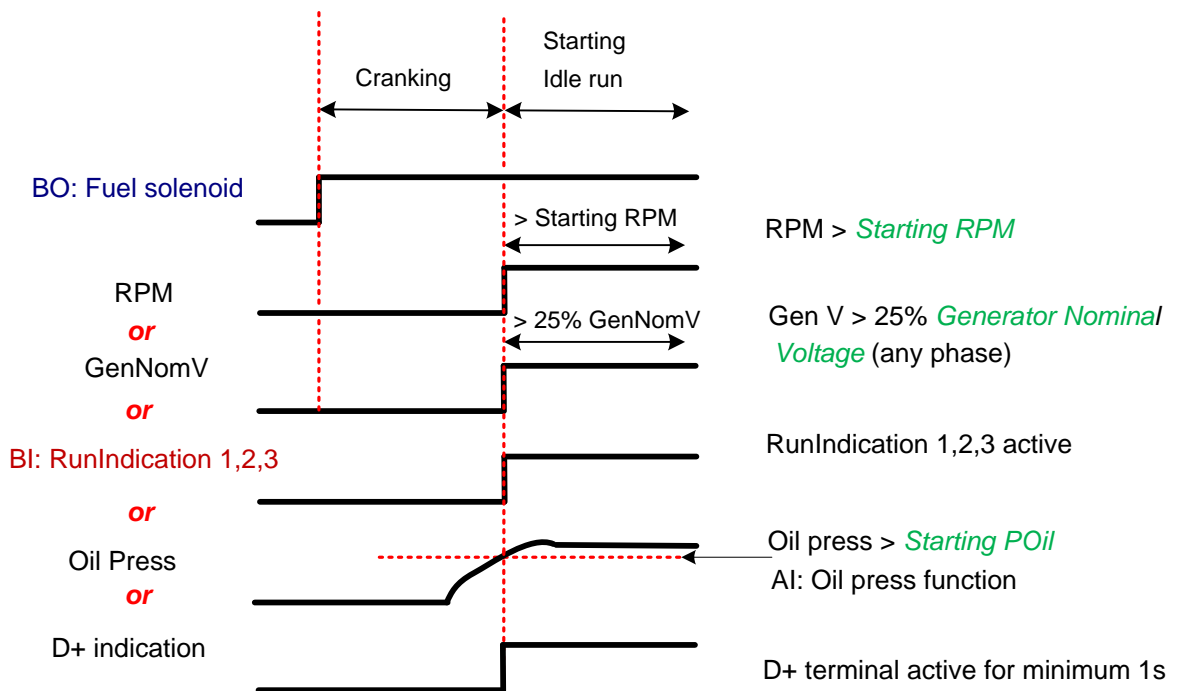 Starting
Cranking
Idle run
BO: Fuel solenoid
> Starting RPM
RPM > Starting RPM
RPM
or
> 25% GenNomV
Gen V > 25% Generator Nominal
Voltage (any phase)
GenNomV
or
BI: RunIndication 1,2,3
RunIndication 1,2,3 active
or
Oil Press
Oil press > Starting POil
AI: Oil press function
or
D+ indication
D+ terminal active for minimum 1s